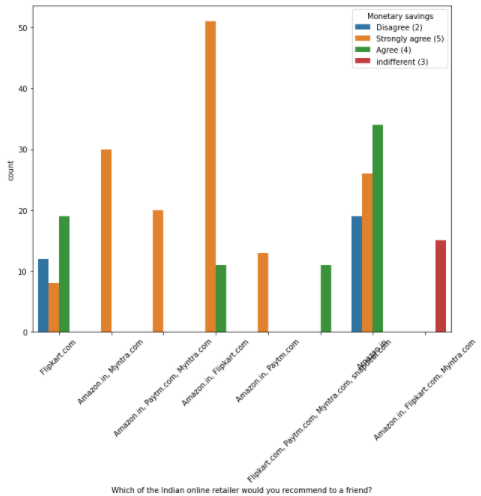 Monetary savings
Disagree (2)
Strongly agree (5)
Agree (4)
indifferent (3)
count
50
40
30
20
10
0
Flipkart.com
Amazon.in, Myntra.com
Amazon.in, Paytm.com, Myntra.com
Amazon.in, Flipkart.com
Amazon.in, Paytm.com
Flipkart.com, Paytm.com, Myntra.com,
Amazon.in
Amazon.in, Flipkart.com, Myntra.com
Which of the Indian online retailer would you recommend to a friend?